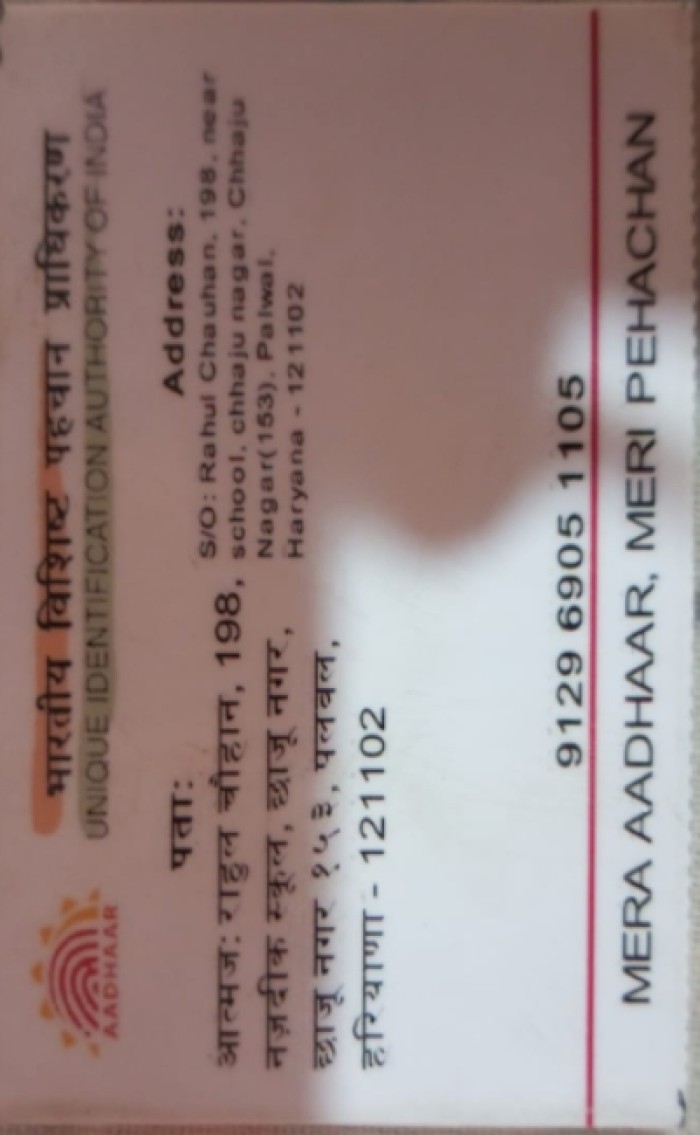 भारतीय विशिष्ट पहचान प्राधिकरण
UNIQUE IDENTIFICATION AUTHORITY OF INDIA
AADHAAR
पता:
आत्मज: राहुल चौहान, 198,
नज़दीक स्कूल, छाजू नगर,
छाजू नगर १५३, पलवल,
हरियाणा - 121102
Address:
S/O: Rahul Chauhan, 198, near
school, chhaju nagar, Chhaju
Nagar(153), Palwal,
Haryana - 121102
9129 6905 1105
MERA AADHAAR, MERI PEHACHAN